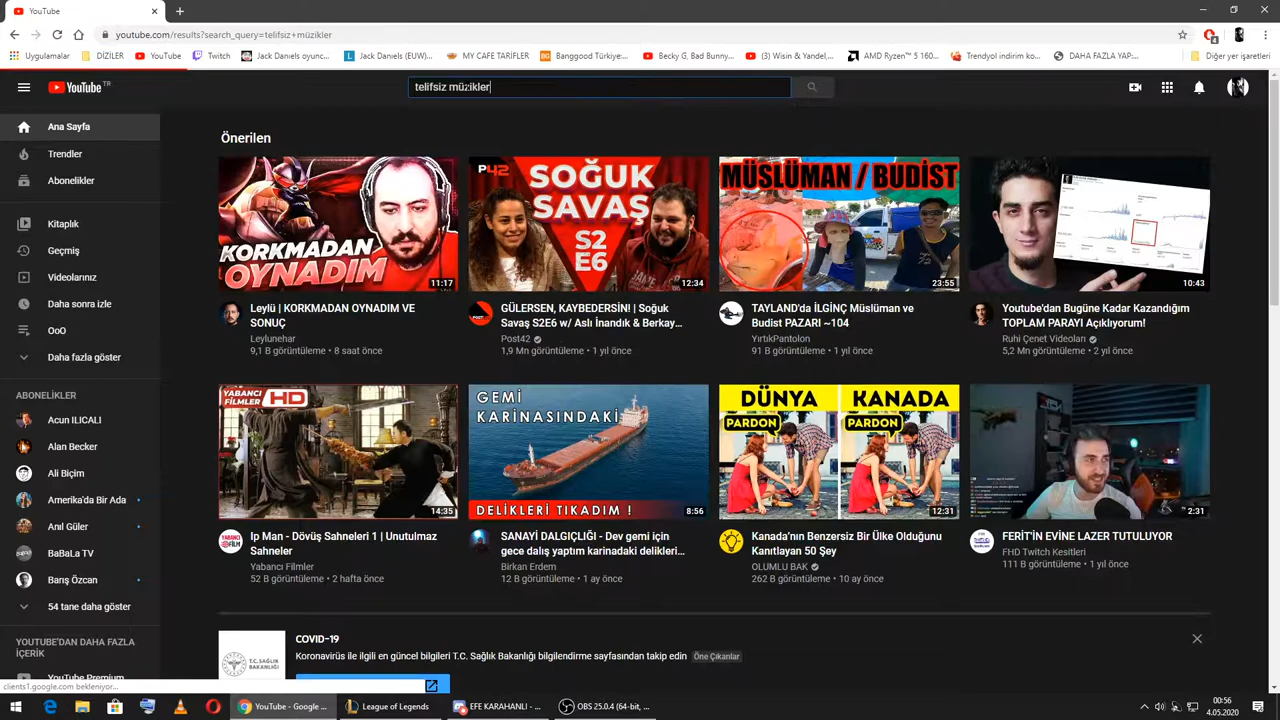 YouTube
youtube.com/results?search_query=telifsiz+müzikler
Uygulamalar
DİZİLER
YouTube
Twitch
Jack Daniels oyunc...
Jack Daniels (EUW)...
MY CAFE TARİFLER
Banggood Türkiye:...
Becky G, Bad Bunny...
(3) Wisin & Yandel,...
AMD Ryzen™ 5 160...
Trendyol indirim ko...
DAHA FAZLA YAP:...
Diğer yer işaretleri
YouTube TR
telifsiz müzikler
Ana Sayfa
Trendler
Abonelikler
Kitaplık
Geçmiş
Videolarınız
Daha sonra izle
OoO
Daha fazla göster
ABONELİKLER
Acun ILICALI
Alan Becker
Ali Biçim
Amerika'da Bir Ada
Anıl Güler
BaBaLa TV
Barış Özcan
54 tane daha göster
YOUTUBE'DAN DAHA FAZLA
İÇERİK
YouTube Premium
Önerilen
KORKMADAN
OYNADIM
11:17
Leylü | KORKMADAN OYNADIM VE
SONUÇ
Leylunehar
9,1 B görüntüleme • 8 saat önce
P42
SOĞUK
SAVAŞ
S2
E6
12:34
GÜLERSEN, KAYBEDERSİN! | Soğuk
Savaş S2E6 w/ Aslı İnandık & Berkay...
Post42
1,9 Mn görüntüleme • 1 yıl önce
MÜSLÜMAN / BUDİST
23:55
TAYLAND'da İLGİNÇ Müslüman ve
Budist PAZARI ~104
YırtıkPantolon
91 B görüntüleme • 1 yıl önce
10:43
Youtube'dan Bugüne Kadar Kazandığım
TOPLAM PARAYI Açıklıyorum!
Ruhi Çenet Videoları
5,2 Mn görüntüleme • 2 yıl önce
YABANCI
FİLMLER HD
14:35
Ip Man - Dövüş Sahneleri 1 | Unutulmaz
Sahne
Yabancı Filmler
52 B görüntüleme • 2 hafta önce
GEMİ
KARİNASINDAKİ
DELİKLERİ TIKADIM !
8:56
SANAYİ DALGIÇLIĞI - Dev gemi için
gece dalış yaptım karinadaki delikleri...
Birkan Erdem
12 B görüntüleme • 1 ay önce
DÜNYA
KANADA
PARDON
PARDON
12:31
Kanada'nın Benzersiz Bir Ülke Olduğunu
Kanıtlayan 50 Şey
OLUMLU BAK
262 B görüntüleme • 10 ay önce
2:31
FERİT'İN EVİNE LAZER TUTULUYOR
FHD Twitch Kesitleri
111 B görüntüleme • 1 yıl önce
COVID-19
Koronavirüs ile ilgili en güncel bilgileri T.C. Sağlık Bakanlığı bilgilendirme sayfasından takip edin
Öne Çıkanlar
T.C. SAĞLIK
BAKANLIĞI
clients1.google.com bekleniyor...
YouTube - Google ...
League of Legends
EFE KARAHANLI - ...
OBS 25.0.4 (64-bit, ...
00:56
4.05.2020